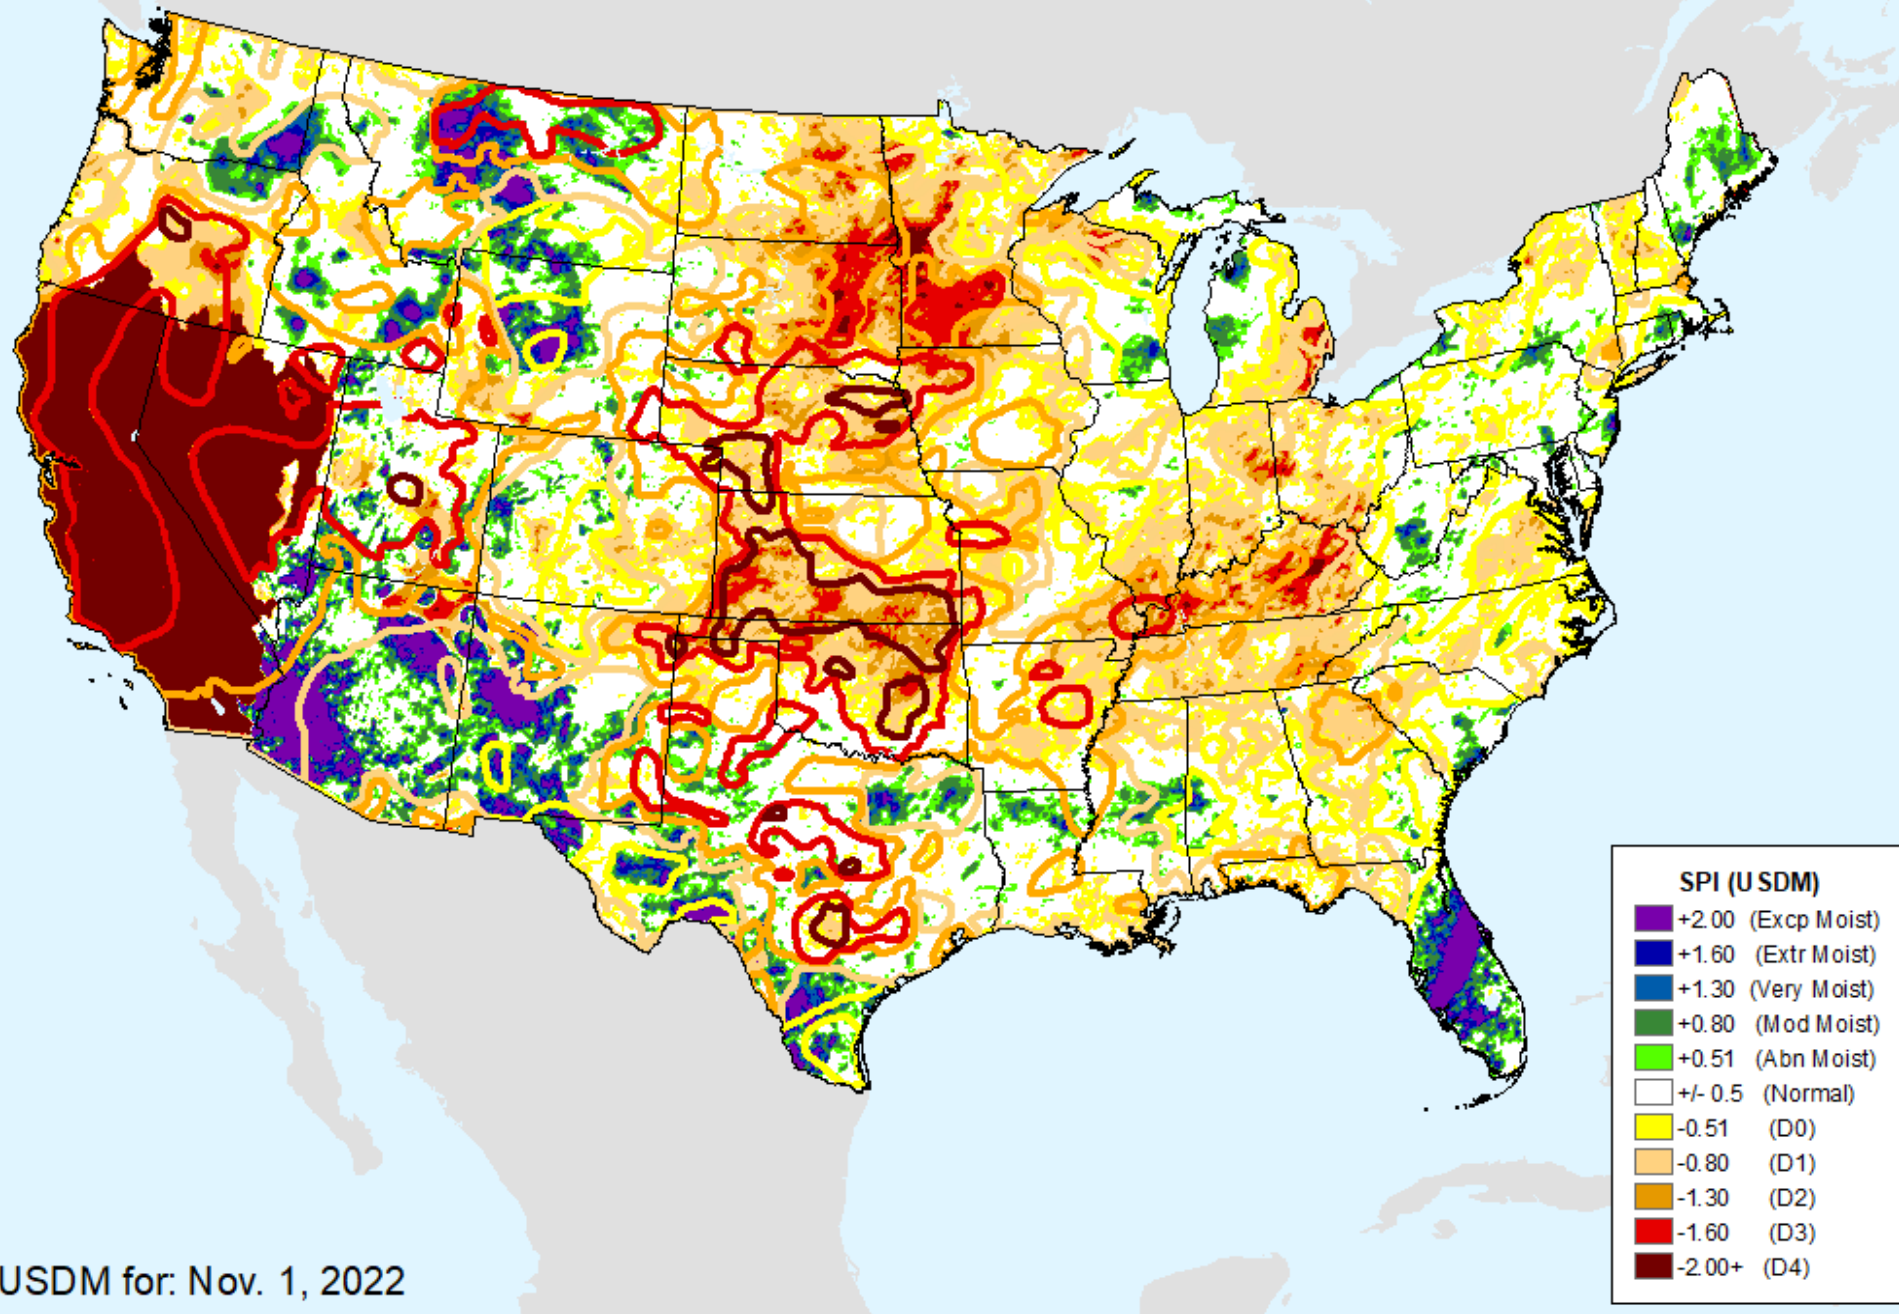 SPI (USDM)
+2.00 (Excp Moist)
+1.60 (Extr Moist)
+1.30 (Very Moist)
+0.80 (Mod Moist)
+0.51 (Abn Moist)
+/- 0.5 (Normal)
-0.51 (D0)
-0.80 (D1)
-1.30 (D2)
-1.60 (D3)
-2.00+ (D4)
USDM for: Nov. 1, 2022